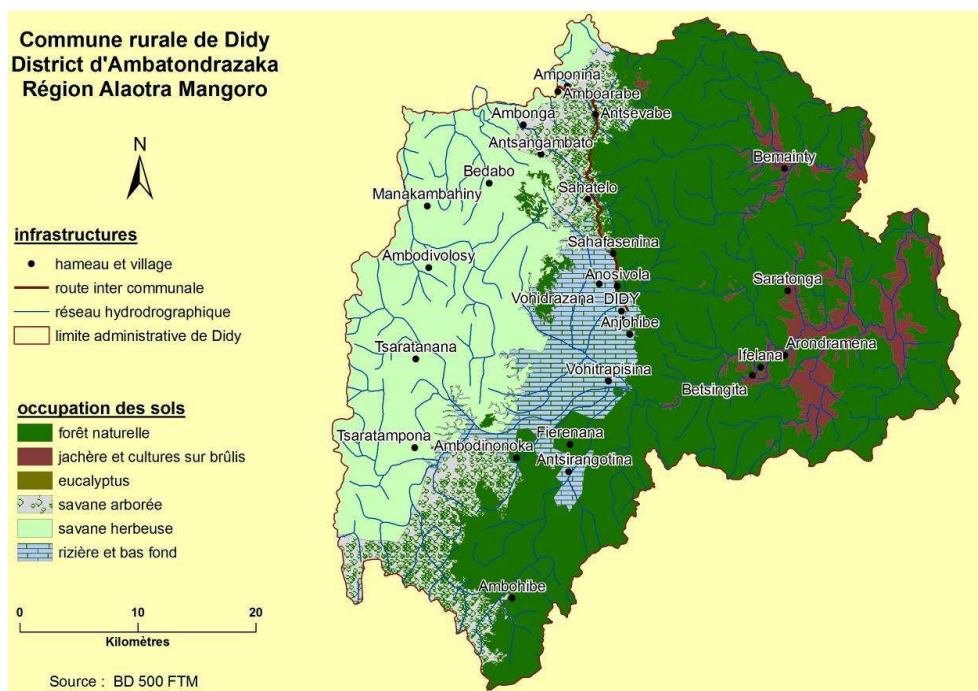 Commune rurale de Didy
District d'Ambatondrazaka
Région Alaotra Mangoro
N
infrastructures
hameau et village
route inter communale
réseau hydrodrographique
limite administrative de Didy
occupation des sols
forêt naturelle
jachère et cultures sur brûlis
eucalyptus
savane arborée
savane herbeuse
rizière et bas fond
0 10 20
Kilomètres
Source : BD 500 FTM
Amponina
Amboarabe
Ambonga
Antsevabe
Antsangambato
Bemainty
Bedabo
Manakambahiny
Sahatelo
Sahafasenina
Ambodivolosy
Anosivola
Saratonga
Vohidrazana
DIDY
Anjohibe
Tsaratanana
Arondramena
Ifelana
Vohitrapisina
Betsingita
Fierenana
Tsaratampona
Ambodinonoka
Antsirangotina
Ambohibe